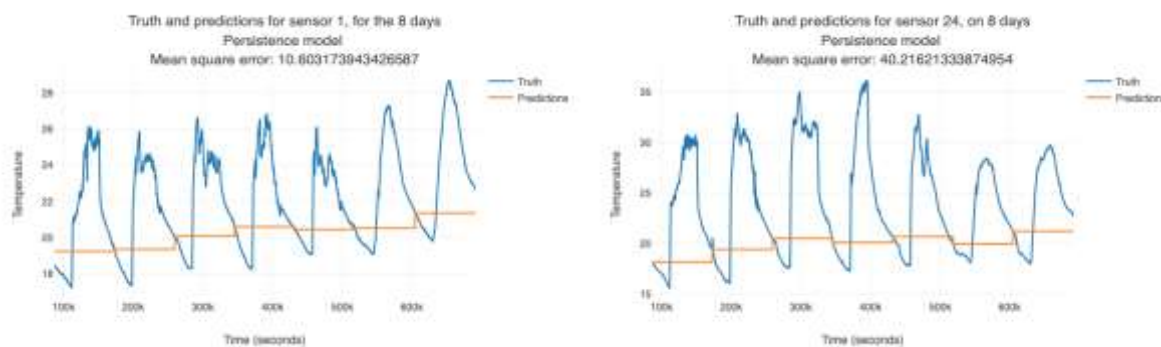 Truth and predictions for sensor 1, for the 8 days
Persistence model
Mean square error: 10.603173943426587
Truth
Predictions
28
26
24
22
20
18
Temperature
100k 200k 300k 400k 500k 600k
Time (seconds)
Truth and predictions for sensor 24, on 8 days
Persistence model
Mean square error: 40.21621333874954
Truth
Prediction
35
30
25
20
15
Temperature
100k 200k 300k 400k 500k 600k
Time (seconds)